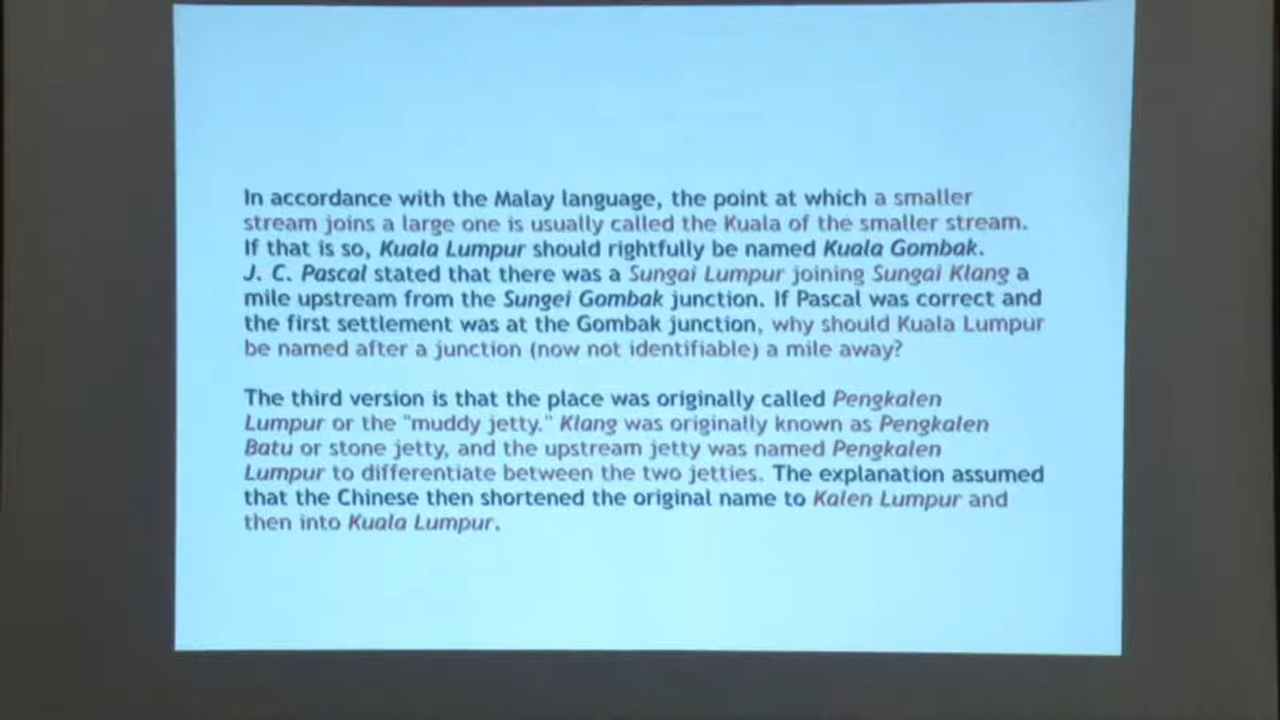 In accordance with the Malay language, the point at which a smaller
stream joins a large one is usually called the Kuala of the smaller stream.
If that is so, Kuala Lumpur should rightfully be named Kuala Gombak.
J. C. Pascal stated that there was a Sungai Lumpur joining Sungai Klang a
mile upstream from the Sungei Gombak junction. If Pascal was correct and
the first settlement was at the Gombak junction, why should Kuala Lumpur
be named after a junction (now not identifiable) a mile away?
The third version is that the place was originally called Pengkalen
Lumpur or the "muddy jetty." Klang was originally known as Pengkalen
Batu or stone jetty, and the upstream jetty was named Pengkalen
Lumpur to differentiate between the two jetties. The explanation assumed
that the Chinese then shortened the original name to Kalen Lumpur and
then into Kuala Lumpur.